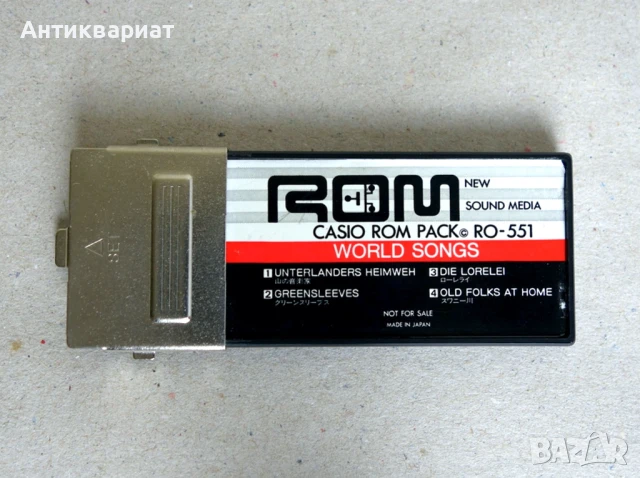 Антиквариат
SET
ROM
NEW
SOUND MEDIA
CASIO ROM PACK© RO-551
WORLD SONGS
1 UNTERLANDERS HEIMWEH
2 GREENSLEEVES
グリーンスリーブス
3 DIE LORELEI
ローレライ
4 OLD FOLKS AT HOME
スワニー川
NOT FOR SALE
MADE IN JAPAN
BAZAR